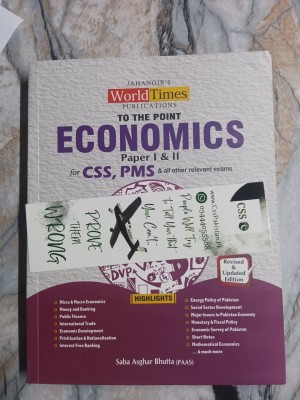 JAHANGIR'S
WorldTimes
PUBLICATIONS
TO THE POINT
ECONOMICS
Paper I & II
for CSS, PMS & all other relevant exams
People Will Try
To Tell You That
You Can't...
PROVE
THEM
WRONG
CSS
Revised
& Updated
Edition
HIGHLIGHTS
Micro & Macro Economics
Money and Banking
Public Finance
International Trade
Economic Development
Privitization & Nationalization
Interest Free Banking
Energy Policy of Pakistan
Social Sector Development
Major Issues in Pakistan Economy
Monetary & Fiscal Policy
Economic Survey of Pakistan
Short Notes
Mathematical Economics
... & much more
Saba Asghar Bhutta (PAAS)